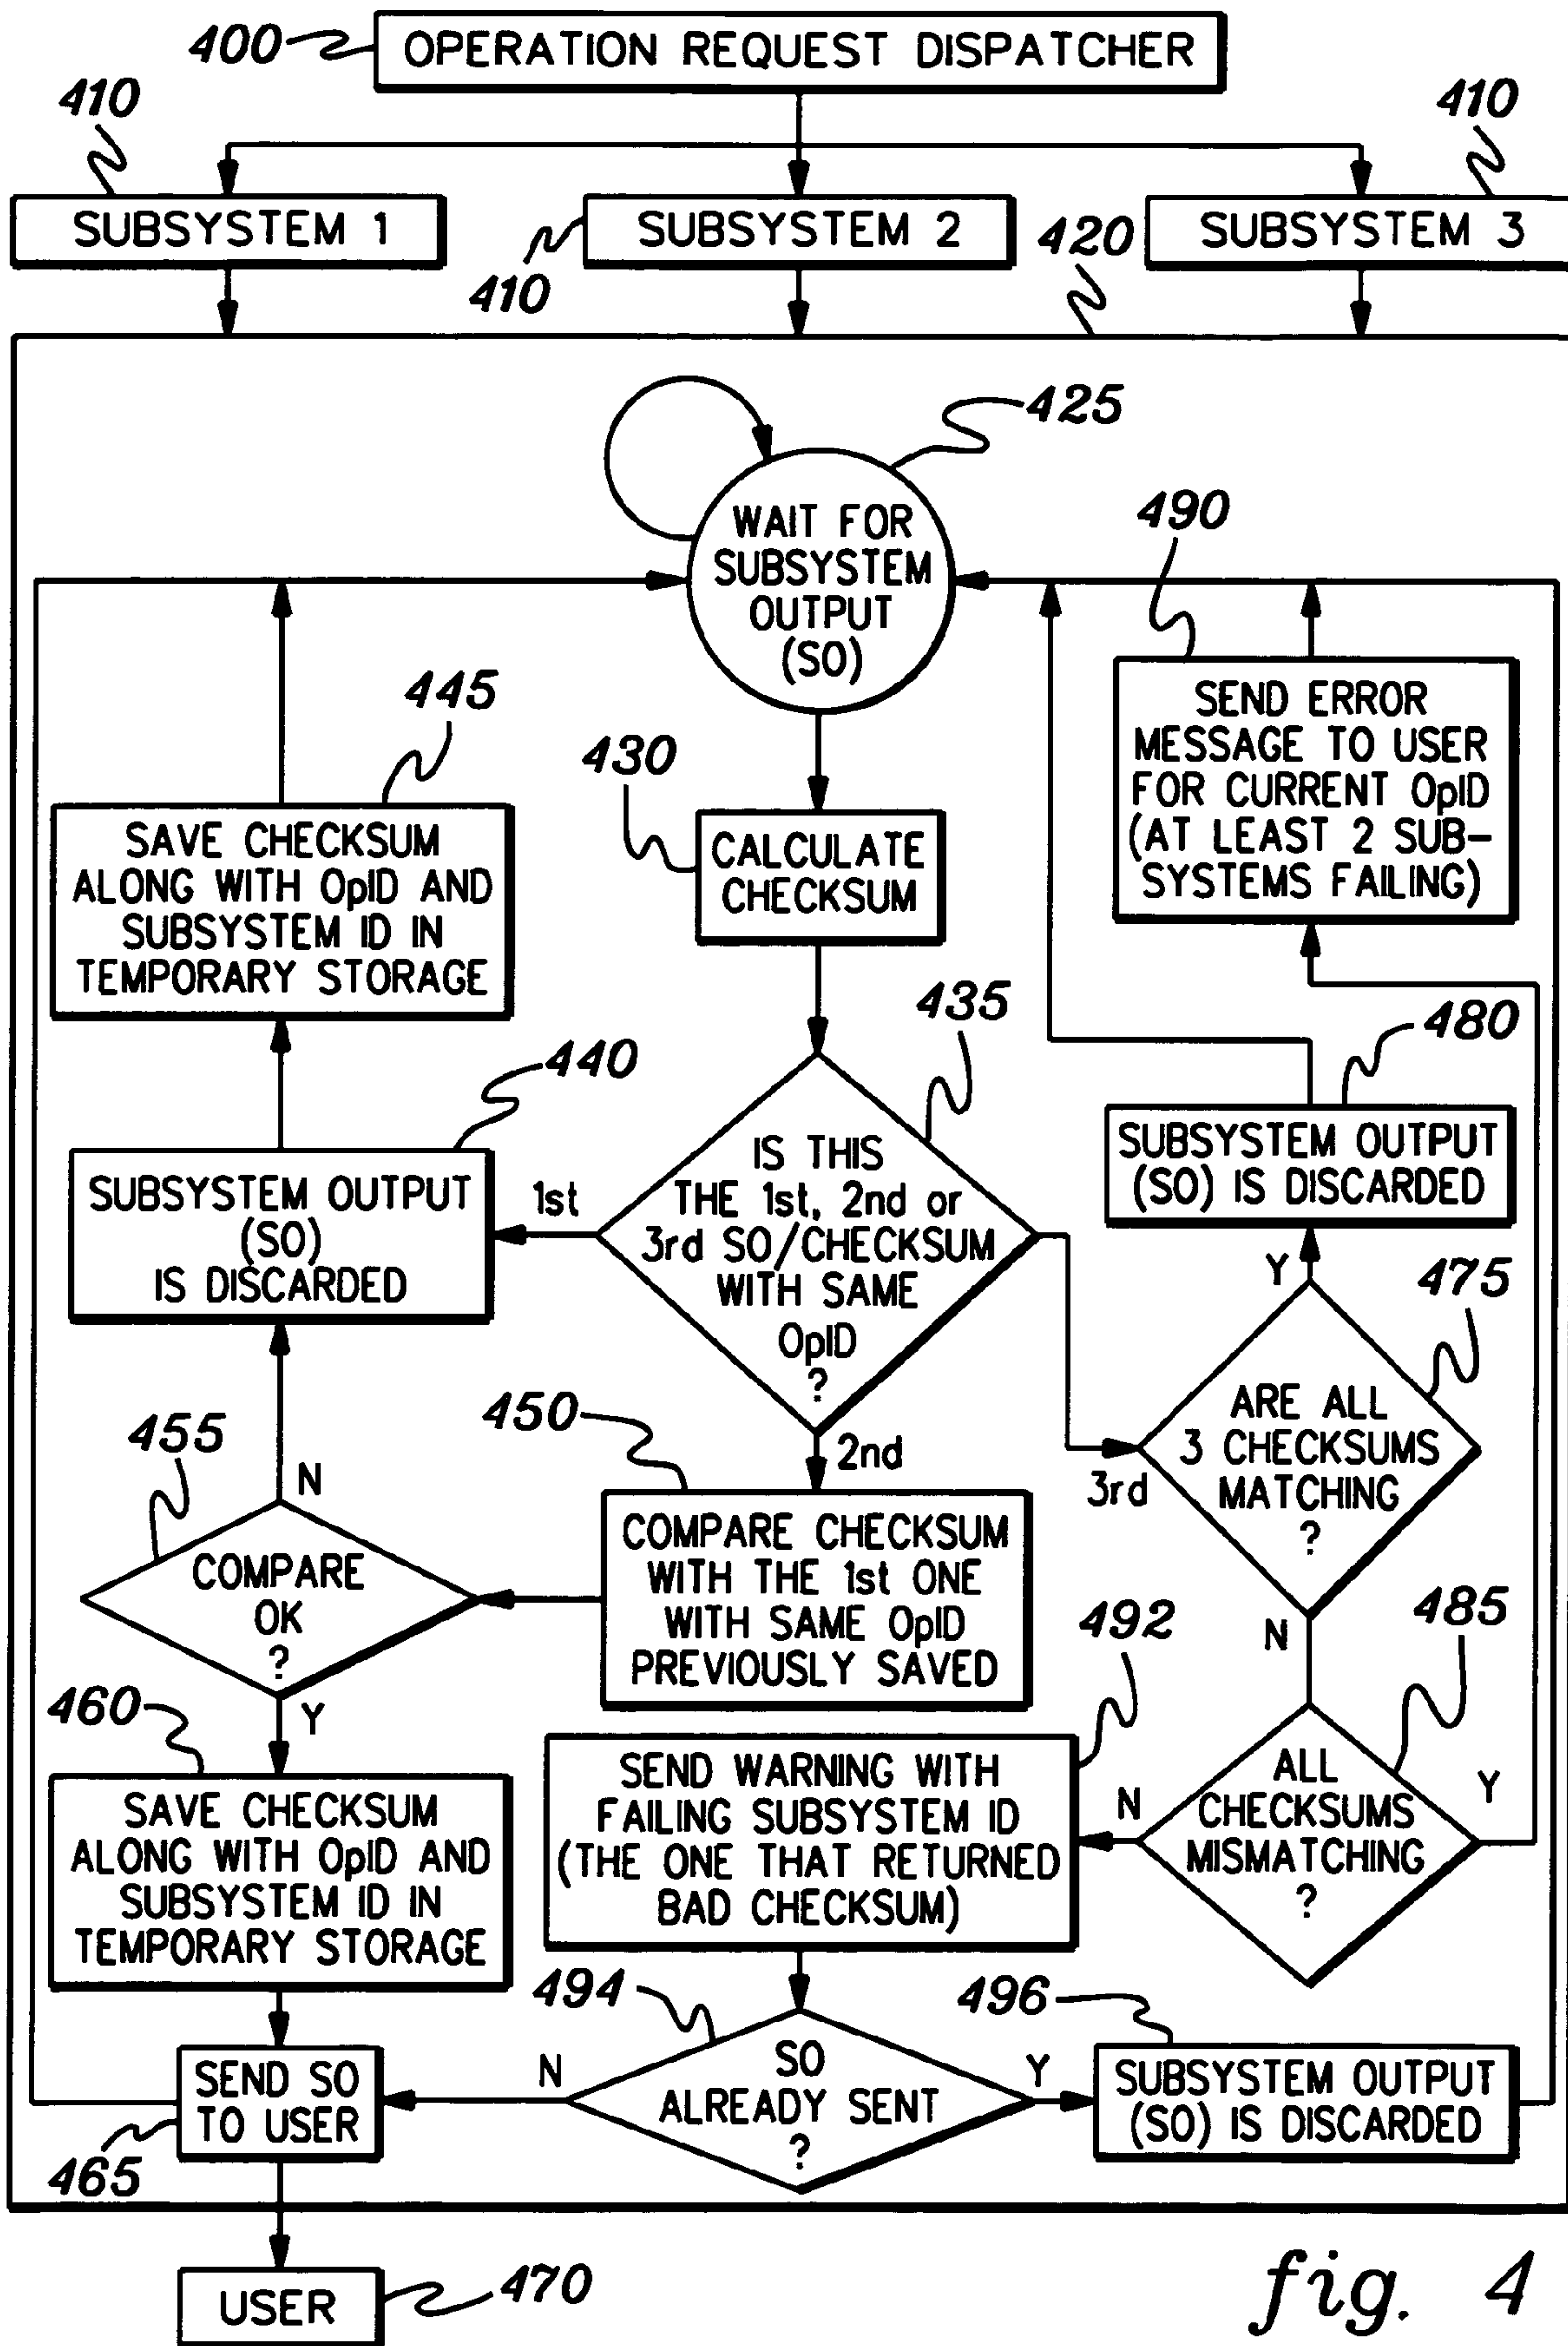 400
OPERATION REQUEST DISPATCHER
410
410
SUBSYSTEM 1
SUBSYSTEM 2
SUBSYSTEM 3
410
420
425
WAIT FOR
SUBSYSTEM
OUTPUT
(SO)
490
SEND ERROR
MESSAGE TO USER
FOR CURRENT OpID
(AT LEAST 2 SUB-
SYSTEMS FAILING)
445
SAVE CHECKSUM
ALONG WITH OpID AND
SUBSYSTEM ID IN
TEMPORARY STORAGE
430
CALCULATE
CHECKSUM
435
IS THIS
THE 1st, 2nd or
3rd SO/CHECKSUM
WITH SAME
OpID
?
1st
2nd
3rd
440
SUBSYSTEM OUTPUT
(SO)
IS DISCARDED
480
SUBSYSTEM OUTPUT
(SO) IS DISCARDED
Y
475
ARE ALL
3 CHECKSUMS
MATCHING
?
N
450
COMPARE CHECKSUM
WITH THE 1st ONE
WITH SAME OpID
PREVIOUSLY SAVED
455
N
COMPARE
OK
?
Y
460
SAVE CHECKSUM
ALONG WITH OpID AND
SUBSYSTEM ID IN
TEMPORARY STORAGE
485
ALL
CHECKSUMS
MISMATCHING
?
N
Y
492
SEND WARNING WITH
FAILING SUBSYSTEM ID
(THE ONE THAT RETURNED
BAD CHECKSUM)
494
SO
ALREADY SENT
?
N
Y
496
SUBSYSTEM OUTPUT
(SO) IS DISCARDED
SEND SO
TO USER
465
USER
470
fig. 4